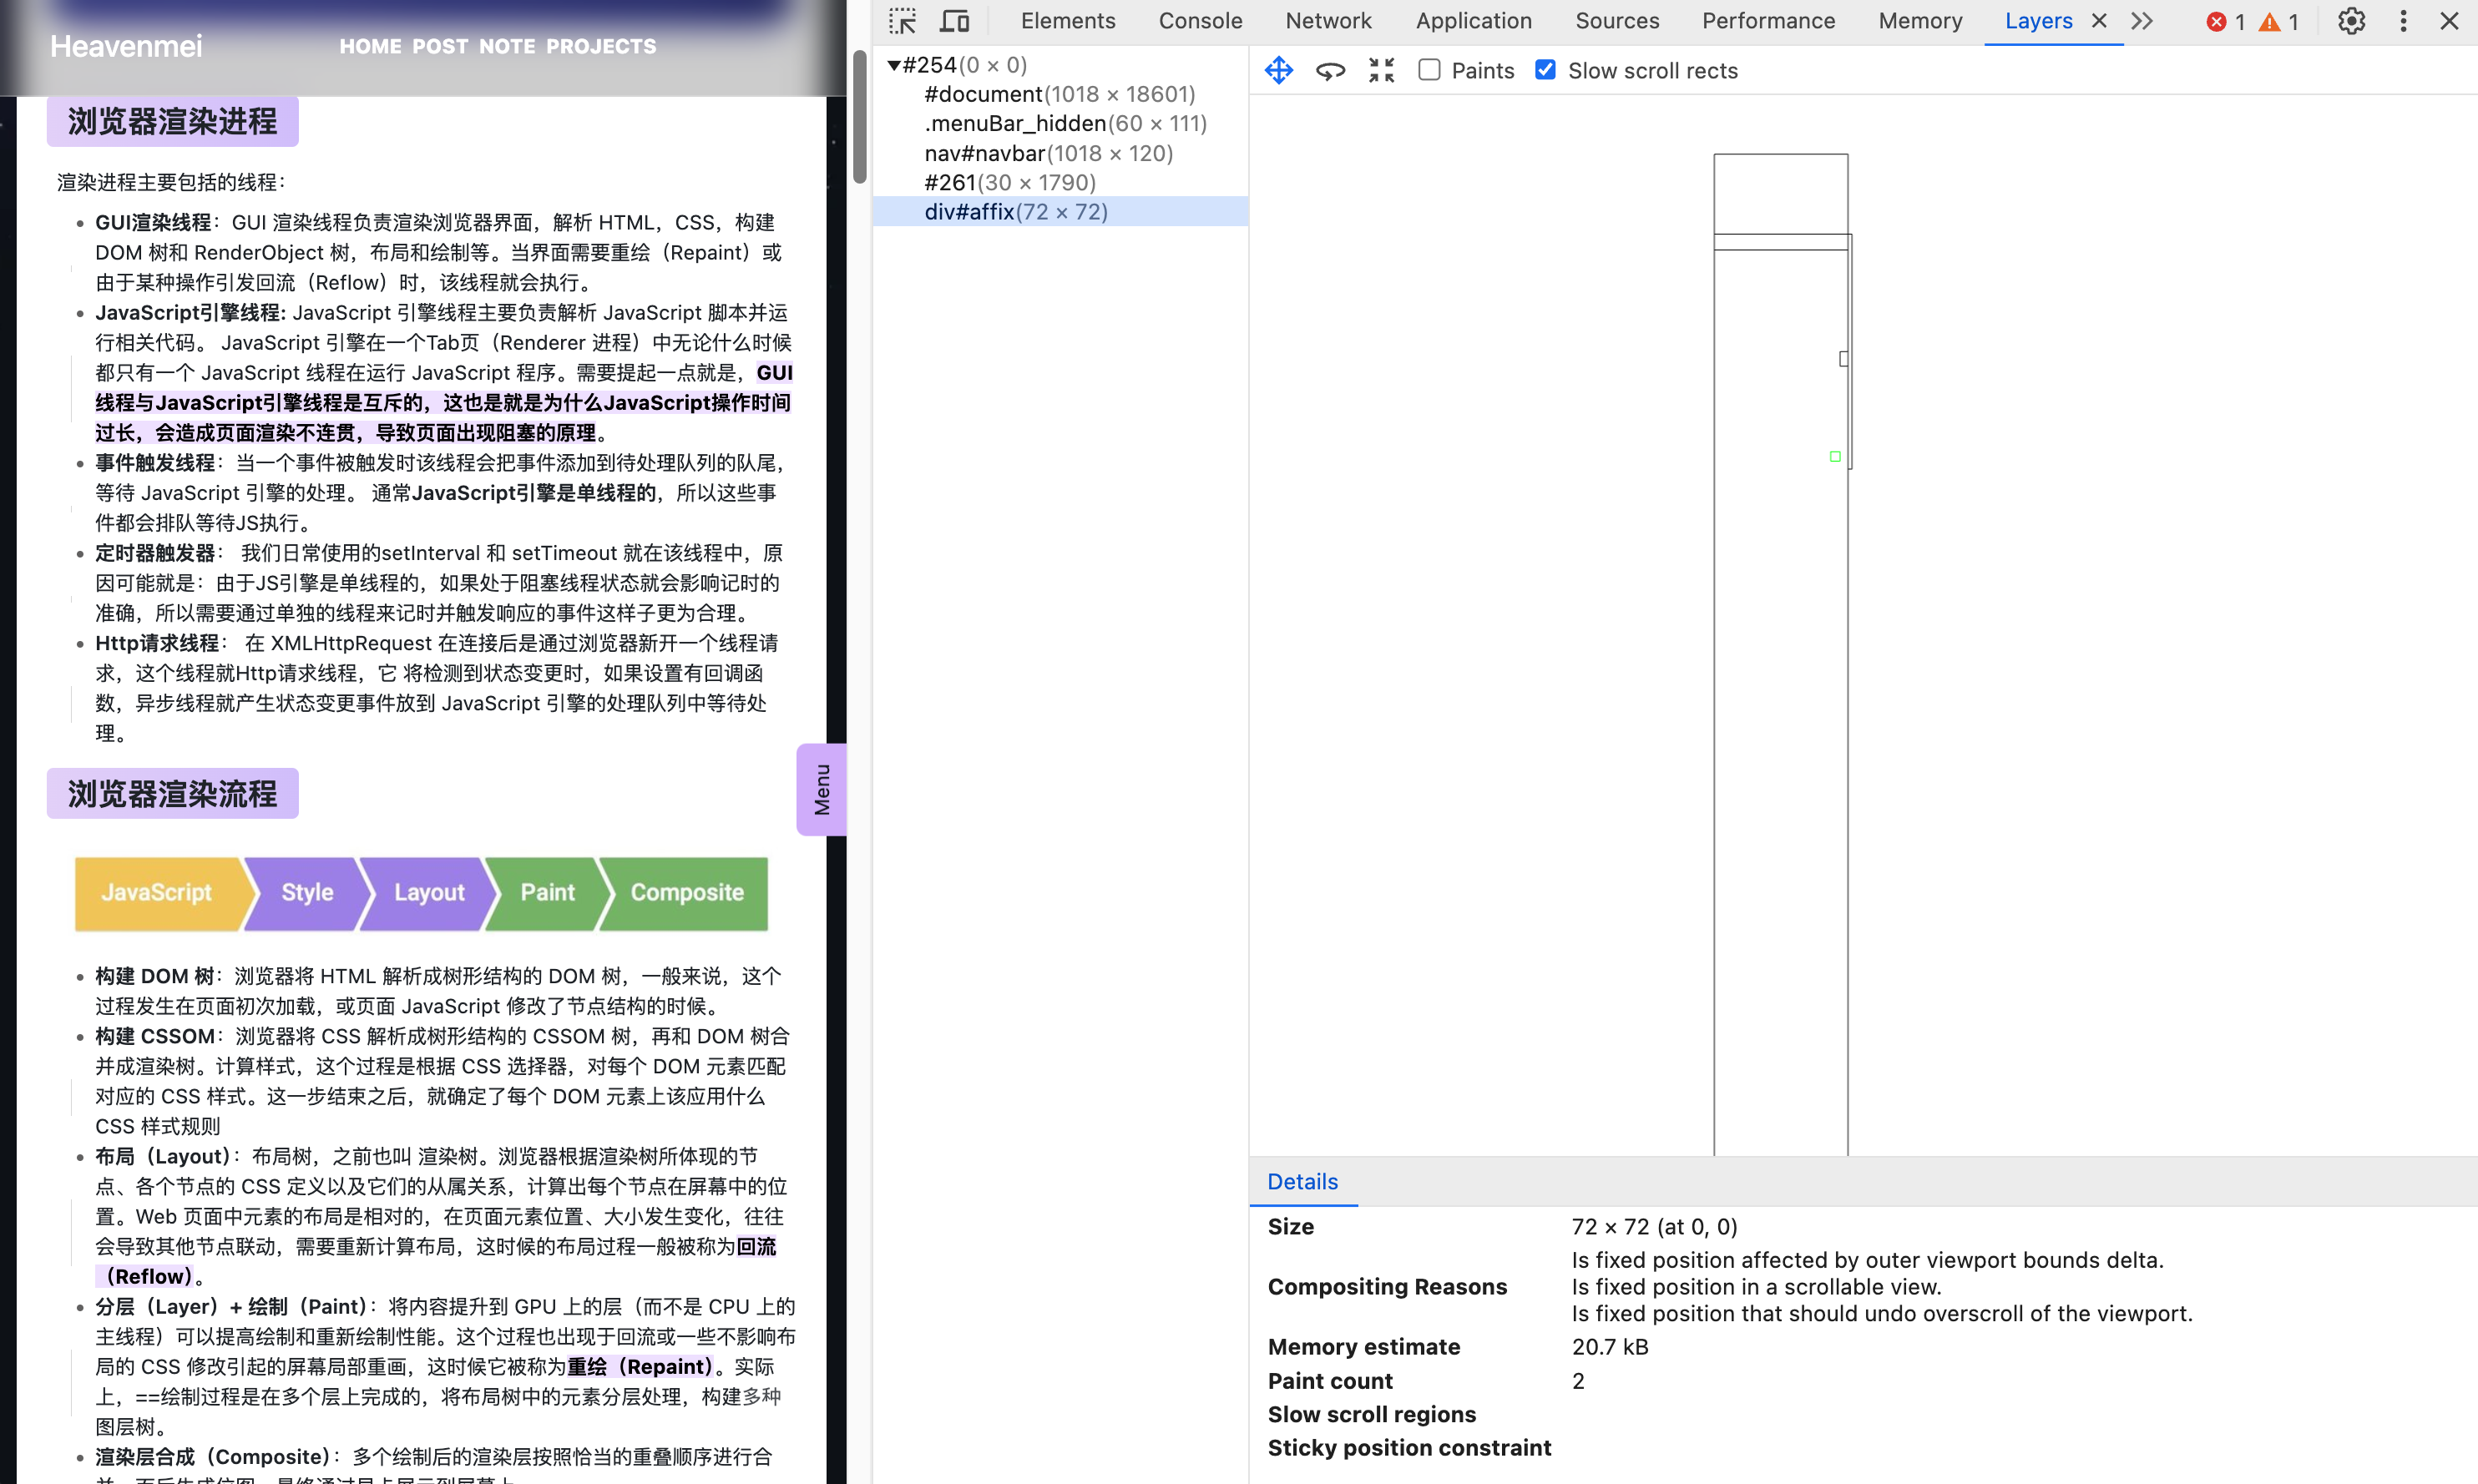 Heavenmei
HOME POST NOTE PROJECTS
浏览器渲染进程
渲染进程主要包括的线程：
GUI渲染线程：GUI 渲染线程负责渲染浏览器界面，解析 HTML，CSS，构建
DOM 树和 RenderObject 树，布局和绘制等。当界面需要重绘（Repaint）或
由于某种操作引发回流（Reflow）时，该线程就会执行。
JavaScript引擎线程: JavaScript 引擎线程主要负责解析 JavaScript 脚本并运
行相关代码。 JavaScript 引擎在一个Tab页（Renderer 进程）中无论什么时候
都只有一个 JavaScript 线程在运行 JavaScript 程序。需要提起一点就是，GUI
线程与JavaScript引擎线程是互斥的，这也是就是为什么JavaScript操作时间
过长，会造成页面渲染不连贯，导致页面出现阻塞的原理。
事件触发线程：当一个事件被触发时该线程会把事件添加到待处理队列的队尾，
等待 JavaScript 引擎的处理。 通常JavaScript引擎是单线程的，所以这些事
件都会排队等待JS执行。
定时器触发器： 我们日常使用的setInterval 和 setTimeout 就在该线程中，原
因可能就是：由于JS引擎是单线程的，如果处于阻塞线程状态就会影响记时的
准确，所以需要通过单独的线程来记时并触发响应的事件这样子更为合理。
Http请求线程： 在 XMLHttpRequest 在连接后是通过浏览器新开一个线程请
求，这个线程就Http请求线程，它 将检测到状态变更时，如果设置有回调函
数，异步线程就产生状态变更事件放到 JavaScript 引擎的处理队列中等待处
理。
Menu
浏览器渲染流程
JavaScript Style Layout Paint Composite
构建 DOM 树：浏览器将 HTML 解析成树形结构的 DOM 树，一般来说，这个
过程发生在页面初次加载，或页面 JavaScript 修改了节点结构的时候。
构建 CSSOM：浏览器将 CSS 解析成树形结构的 CSSOM 树，再和 DOM 树合
并成渲染树。计算样式，这个过程是根据 CSS 选择器，对每个 DOM 元素匹配
对应的 CSS 样式。这一步结束之后，就确定了每个 DOM 元素上该应用什么
CSS 样式规则
布局（Layout）：布局树，之前也叫 渲染树。浏览器根据渲染树所体现的节
点、各个节点的 CSS 定义以及它们的从属关系，计算出每个节点在屏幕中的位
置。Web 页面中元素的布局是相对的，在页面元素位置、大小发生变化，往往
会导致其他节点联动，需要重新计算布局，这时候的布局过程一般被称为回流
（Reflow）。
分层（Layer）+ 绘制（Paint）：将内容提升到 GPU 上的层（而不是 CPU 上的
主线程）可以提高绘制和重新绘制性能。这个过程也出现于回流或一些不影响布
局的 CSS 修改引起的屏幕局部重画，这时候它被称为重绘（Repaint）。实际
上，==绘制过程是在多个层上完成的，将布局树中的元素分层处理，构建多种
图层树。
渲染层合成（Composite）：多个绘制后的渲染层按照恰当的重叠顺序进行合
Elements Console Network Application Sources Performance Memory Layers 1 1
#254(0 × 0)
#document(1018 × 18601)
.menuBar_hidden(60 × 111)
nav#navbar(1018 × 120)
#261(30 × 1790)
div#affix(72 × 72)
Paints Slow scroll rects
Details
Size 72 × 72 (at 0, 0)
Compositing Reasons Is fixed position affected by outer viewport bounds delta.
Is fixed position in a scrollable view.
Is fixed position that should undo overscroll of the viewport.
Memory estimate 20.7 kB
Paint count 2
Slow scroll regions
Sticky position constraint